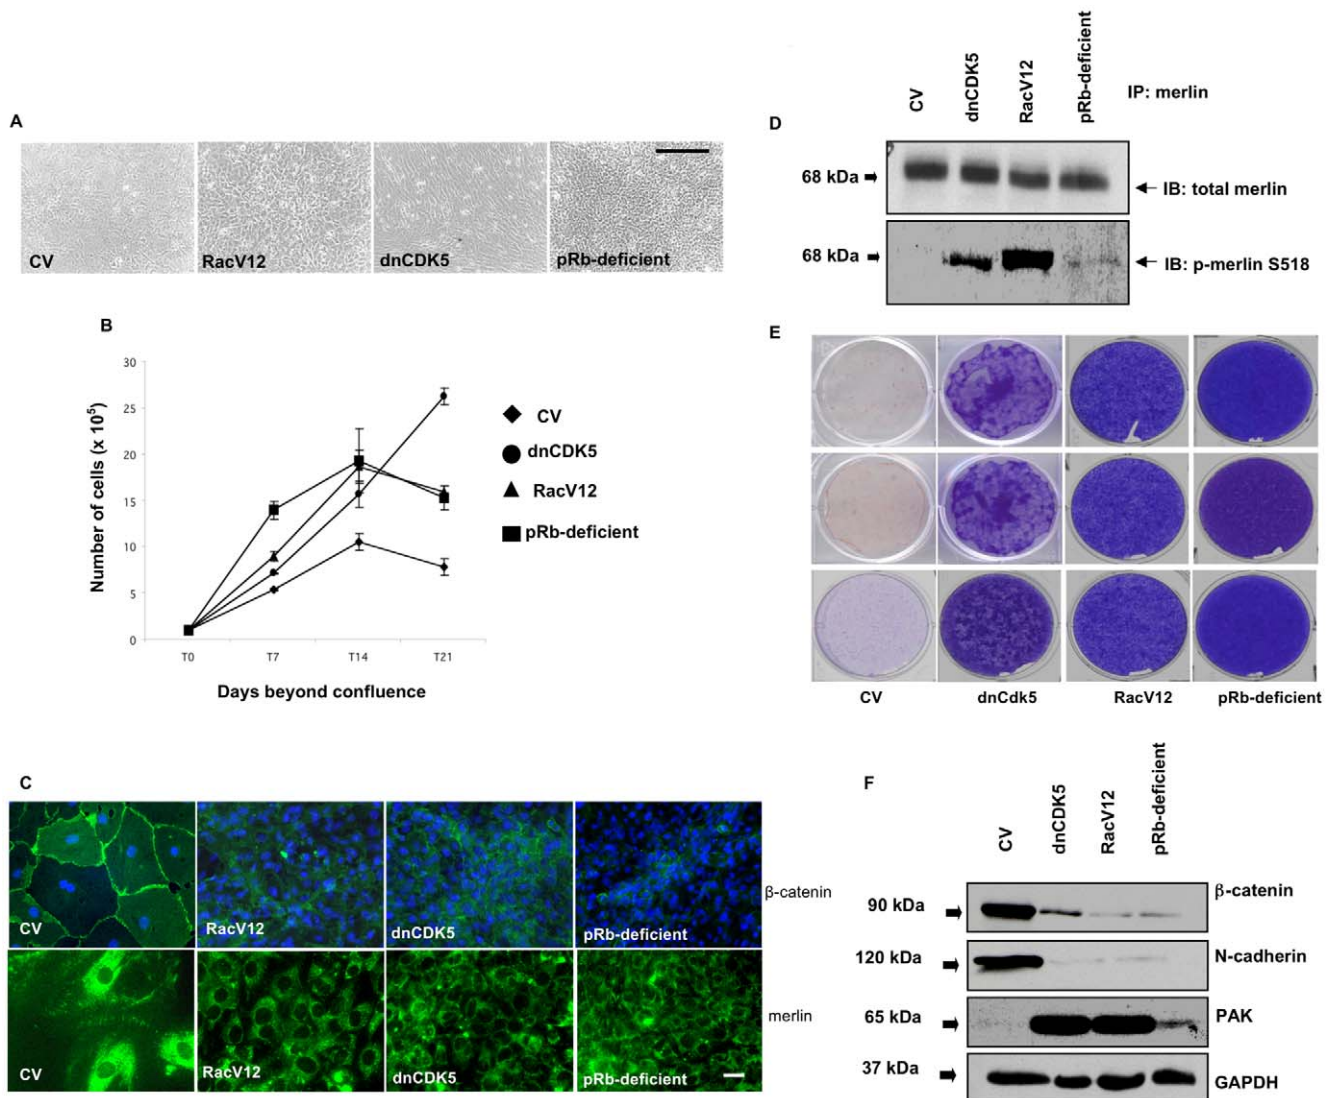 A
CV
RacV12
dnCDK5
pRb-deficient
B
Number of cells (x 10⁵)
30
25
20
15
10
5
0
T0 T7 T14 T21
Days beyond confluence
CV
dnCDK5
RacV12
pRb-deficient
C
CV
RacV12
dnCDK5
pRb-deficient
β-catenin
CV
RacV12
dnCDK5
pRb-deficient
merlin
D
CV
dnCDK5
RacV12
pRb-deficient
IP: merlin
68 kDa
IB: total merlin
68 kDa
IB: p-merlin S518
E
CV
dnCdk5
RacV12
pRb-deficient
F
CV
dnCDK5
RacV12
pRb-deficient
90 kDa
β-catenin
120 kDa
N-cadherin
65 kDa
PAK
37 kDa
GAPDH